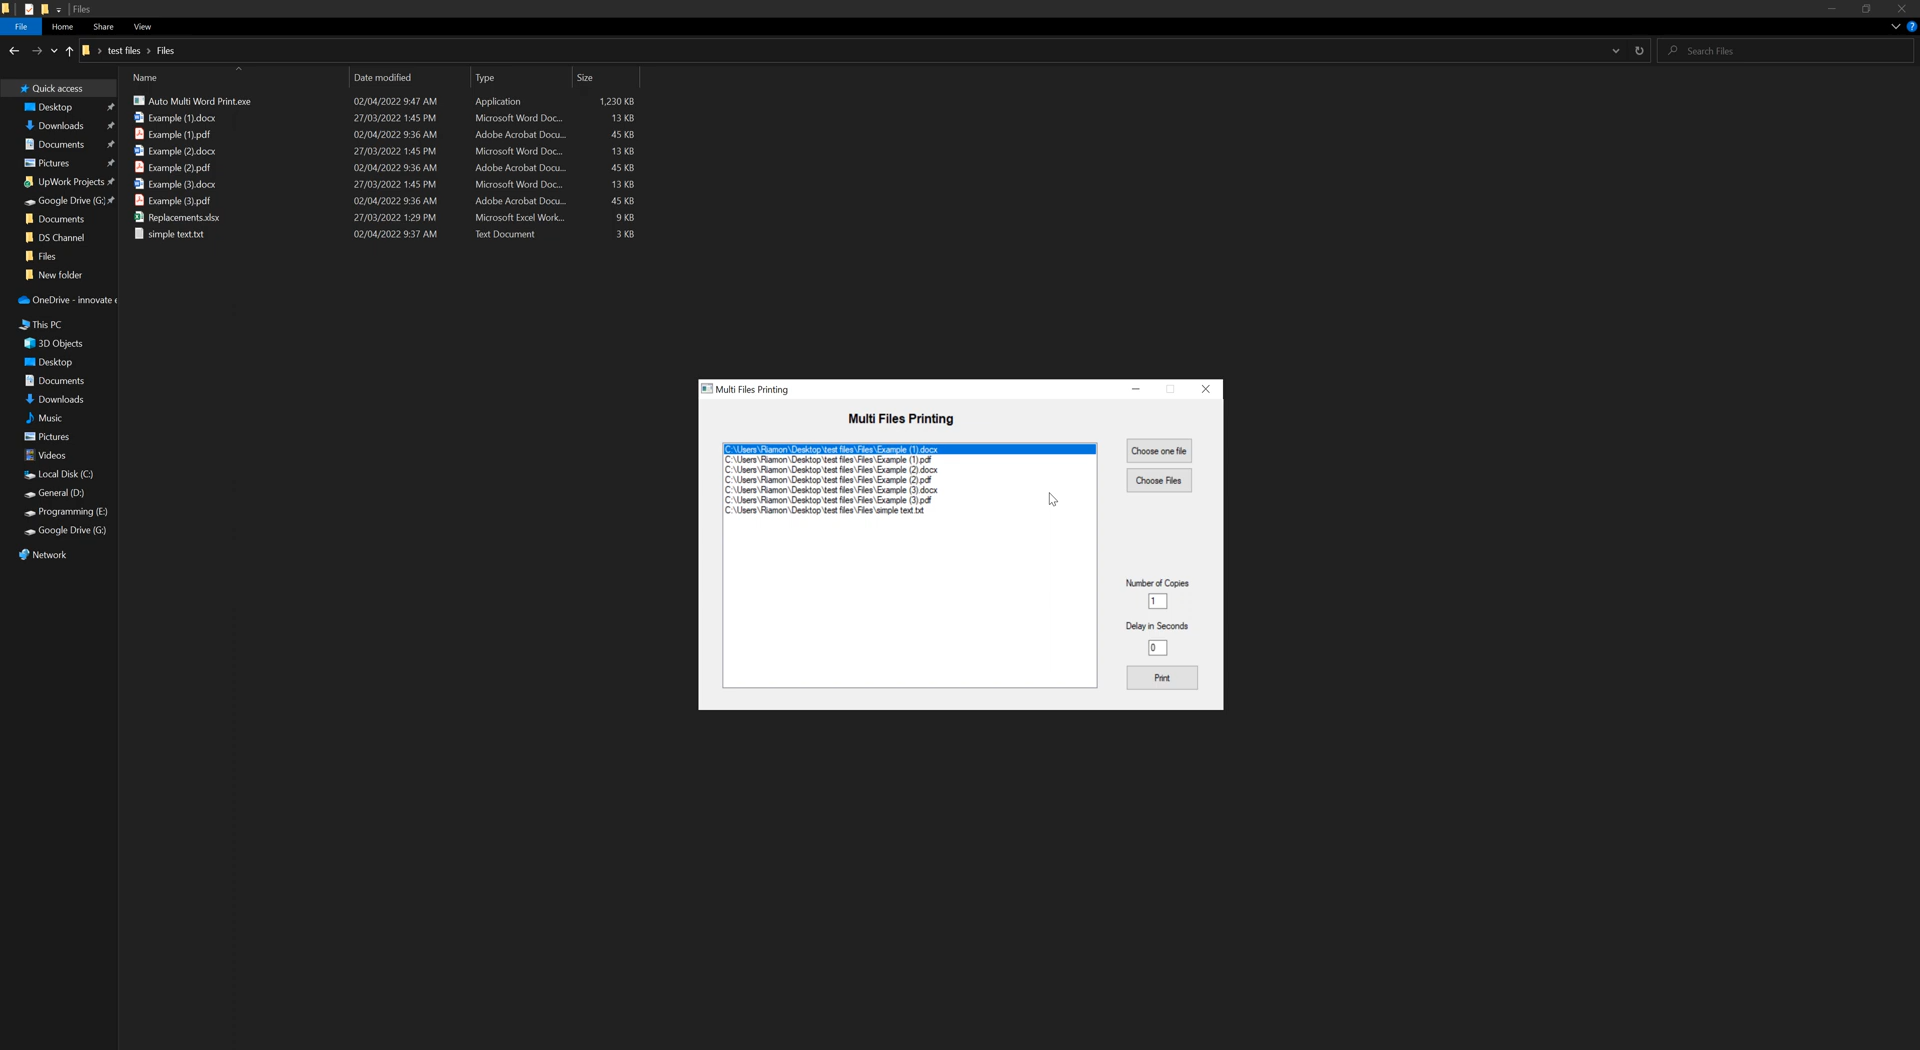 Files
File Home Share View
test files > Files
Search Files
Name Date modified Type Size
Auto Multi Word Print.exe 02/04/2022 9:47 AM Application 1,230 KB
Example (1).docx 27/03/2022 1:45 PM Microsoft Word Doc... 13 KB
Example (1).pdf 02/04/2022 9:36 AM Adobe Acrobat Docu... 45 KB
Example (2).docx 27/03/2022 1:45 PM Microsoft Word Doc... 13 KB
Example (2).pdf 02/04/2022 9:36 AM Adobe Acrobat Docu... 45 KB
Example (3).docx 27/03/2022 1:45 PM Microsoft Word Doc... 13 KB
Example (3).pdf 02/04/2022 9:36 AM Adobe Acrobat Docu... 45 KB
Replacements.xlsx 27/03/2022 1:29 PM Microsoft Excel Work... 9 KB
simple text.txt 02/04/2022 9:37 AM Text Document 3 KB
Quick access
Desktop
Downloads
Documents
Pictures
UpWork Projects
Google Drive (G:)
Documents
DS Channel
Files
New folder
OneDrive - innovate e
This PC
3D Objects
Desktop
Documents
Downloads
Music
Pictures
Videos
Local Disk (C:)
General (D:)
Programming (E:)
Google Drive (G:)
Network
Multi Files Printing
Multi Files Printing
C:\Users\Riamon\Desktop\test files\Files\Example (1).docx
C:\Users\Riamon\Desktop\test files\Files\Example (1).pdf
C:\Users\Riamon\Desktop\test files\Files\Example (2).docx
C:\Users\Riamon\Desktop\test files\Files\Example (2).pdf
C:\Users\Riamon\Desktop\test files\Files\Example (3).docx
C:\Users\Riamon\Desktop\test files\Files\Example (3).pdf
C:\Users\Riamon\Desktop\test files\Files\simple text.txt
Choose one file
Choose Files
Number of Copies
1
Delay in Seconds
0
Print